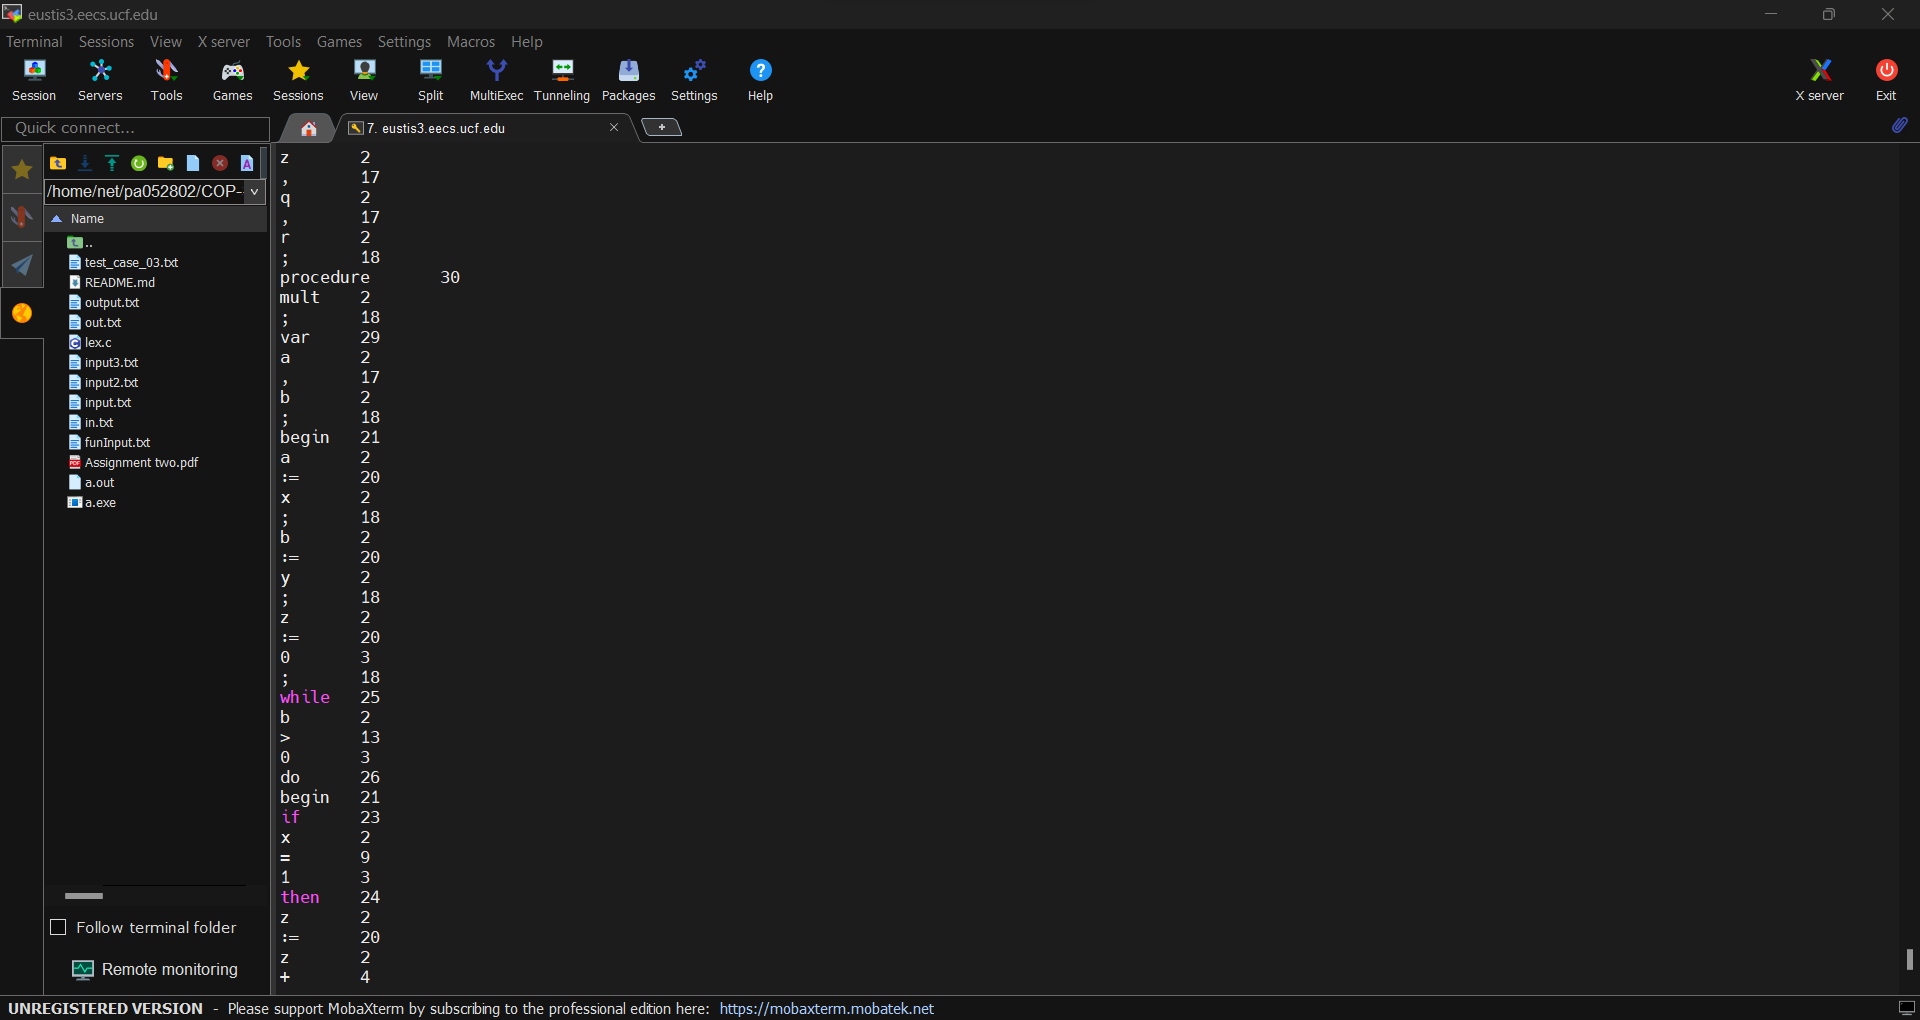 eustis3.eecs.ucf.edu
Terminal Sessions View X server Tools Games Settings Macros Help
Session Servers Tools Games Sessions View Split MultiExec Tunneling Packages Settings Help X server Exit
Quick connect...
7. eustis3.eecs.ucf.edu
/home/net/pa052802/COP-
Name
..
test_case_03.txt
README.md
output.txt
out.txt
lex.c
input3.txt
input2.txt
input.txt
in.txt
funInput.txt
Assignment two.pdf
a.out
a.exe
Follow terminal folder
Remote monitoring
z 2
, 17
q 2
, 17
r 2
; 18
procedure 30
mult 2
; 18
var 29
a 2
, 17
b 2
; 18
begin 21
a 2
:= 20
x 2
; 18
b 2
:= 20
y 2
; 18
z 2
:= 20
0 3
; 18
while 25
b 2
> 13
0 3
do 26
begin 21
if 23
x 2
= 9
1 3
then 24
z 2
:= 20
z 2
+ 4
UNREGISTERED VERSION - Please support MobaXterm by subscribing to the professional edition here: https://mobaxterm.mobatek.net